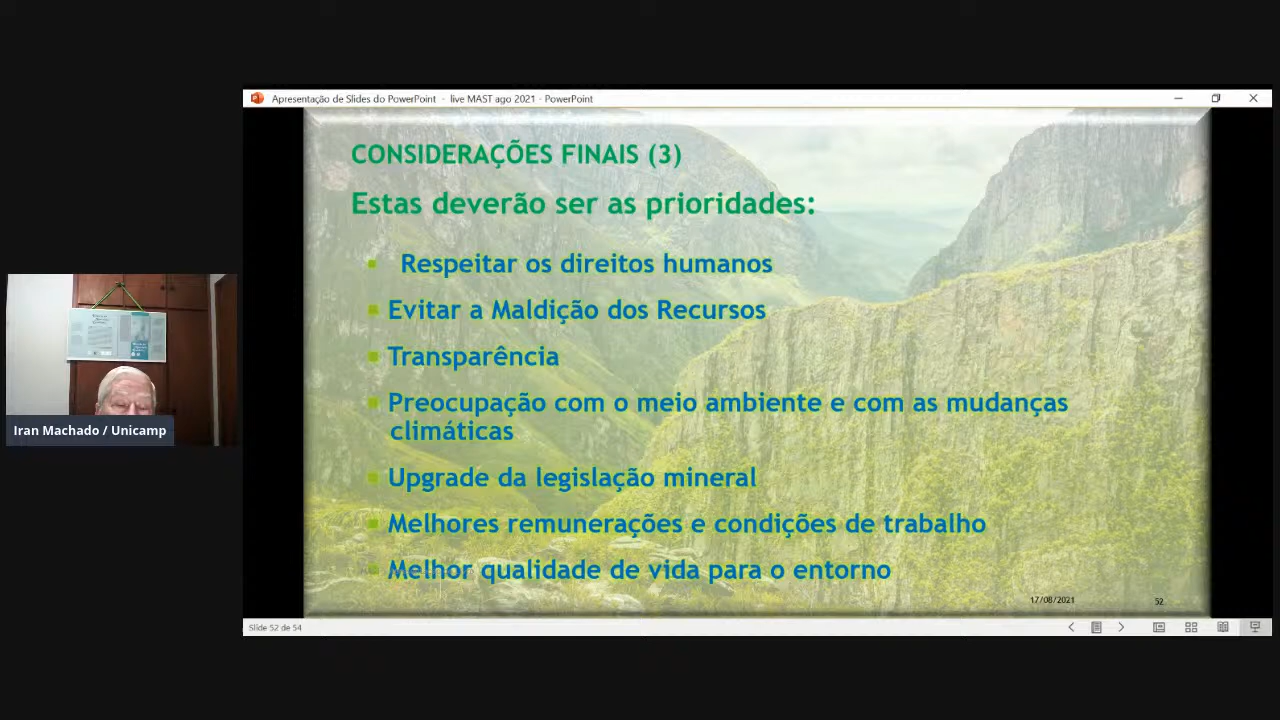 Apresentação de Slides do PowerPoint - live MAST ago 2021 - PowerPoint
CONSIDERAÇÕES FINAIS (3)
Estas deverão ser as prioridades:
Respeitar os direitos humanos
Evitar a Maldição dos Recursos
Transparência
Preocupação com o meio ambiente e com as mudanças
climáticas
Upgrade da legislação mineral
Melhores remunerações e condições de trabalho
Melhor qualidade de vida para o entorno
17/08/2021
52
Slide 52 de 54
Iran Machado / Unicamp